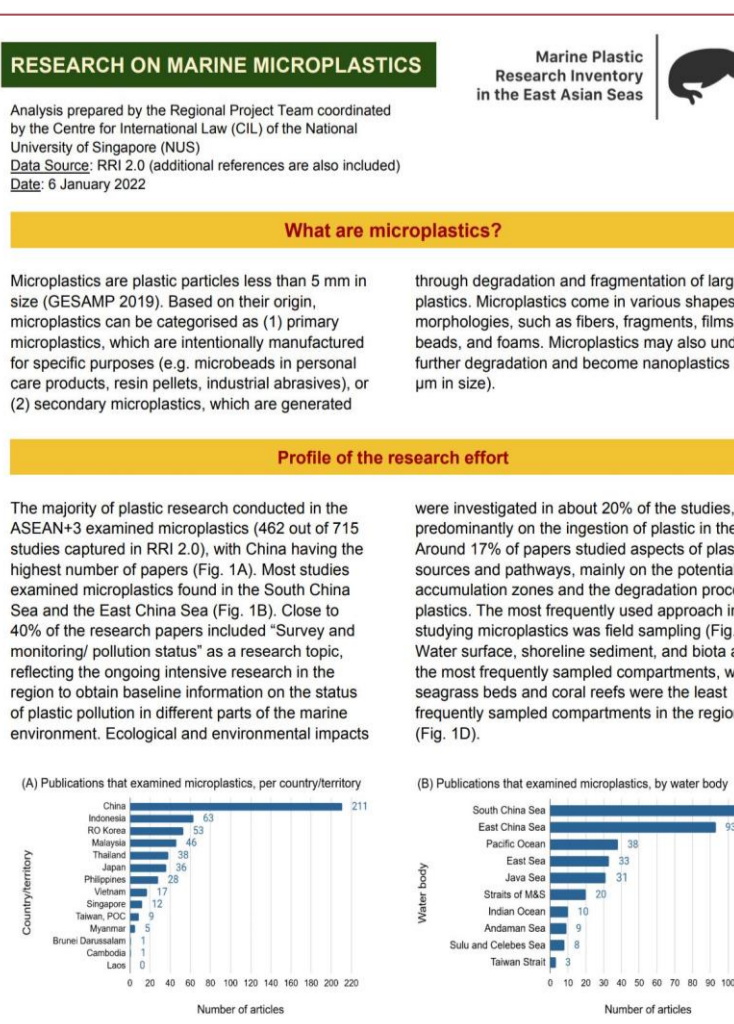 RESEARCH ON MARINE MICROPLASTICS
Marine Plastic
Research Inventory
in the East Asian Seas
Analysis prepared by the Regional Project Team coordinated
by the Centre for International Law (CIL) of the National
University of Singapore (NUS)
Data Source: RRI 2.0 (additional references are also included)
Date: 6 January 2022
What are microplastics?
Microplastics are plastic particles less than 5 mm in
size (GESAMP 2019). Based on their origin,
microplastics can be categorised as (1) primary
microplastics, which are intentionally manufactured
for specific purposes (e.g. microbeads in personal
care products, resin pellets, industrial abrasives), or
(2) secondary microplastics, which are generated
through degradation and fragmentation of larg
plastics. Microplastics come in various shapes
morphologies, such as fibers, fragments, films
beads, and foams. Microplastics may also und
further degradation and become nanoplastics
μm in size).
Profile of the research effort
The majority of plastic research conducted in the
ASEAN+3 examined microplastics (462 out of 715
studies captured in RRI 2.0), with China having the
highest number of papers (Fig. 1A). Most studies
examined microplastics found in the South China
Sea and the East China Sea (Fig. 1B). Close to
40% of the research papers included “Survey and
monitoring/ pollution status” as a research topic,
reflecting the ongoing intensive research in the
region to obtain baseline information on the status
of plastic pollution in different parts of the marine
environment. Ecological and environmental impacts
were investigated in about 20% of the studies,
predominantly on the ingestion of plastic in the
Around 17% of papers studied aspects of plas
sources and pathways, mainly on the potential
accumulation zones and the degradation proce
plastics. The most frequently used approach in
studying microplastics was field sampling (Fig.
Water surface, shoreline sediment, and biota a
the most frequently sampled compartments, w
seagrass beds and coral reefs were the least
frequently sampled compartments in the region
(Fig. 1D).
(A) Publications that examined microplastics, per country/territory
Country/territory
China 211
Indonesia 63
RO Korea 53
Malaysia 46
Thailand 38
Japan 36
Philippines 28
Vietnam 17
Singapore 12
Taiwan, POC 9
Myanmar 5
Brunei Darussalam 1
Cambodia 1
Laos 0
0 20 40 60 80 100 120 140 160 180 200 220
Number of articles
(B) Publications that examined microplastics, by water body
Water body
South China Sea
East China Sea 93
Pacific Ocean 38
East Sea 33
Java Sea 31
Straits of M&S 20
Indian Ocean 10
Andaman Sea 9
Sulu and Celebes Sea 8
Taiwan Strait 3
0 10 20 30 40 50 60 70 80 90 100
Number of articles